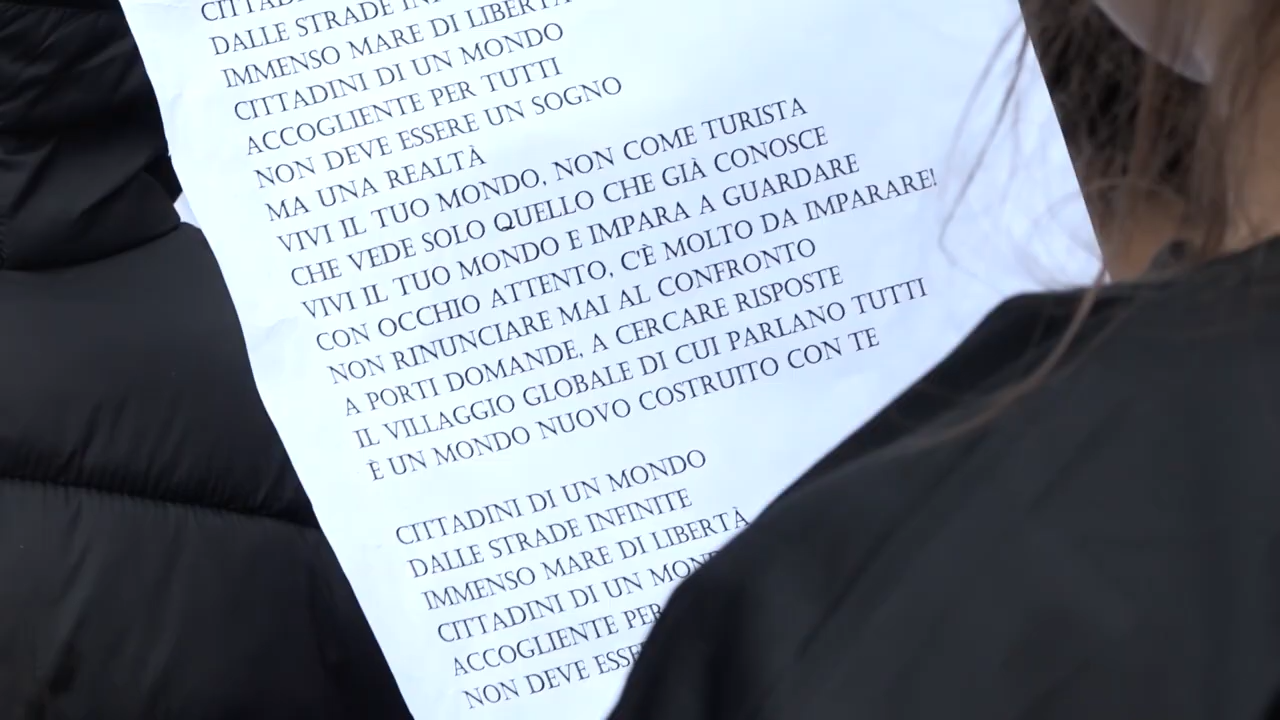 DALLE STRADE
IMMENSO MARE DI LIBERTÀ
CITTADINI DI UN MONDO
ACCOGLIENTE PER TUTTI
NON DEVE ESSERE UN SOGNO
MA UNA REALTÀ
VIVI IL TUO MONDO, NON COME TURISTA
CHE VEDE SOLO QUELLO CHE GIÀ CONOSCE
VIVI IL TUO MONDO E IMPARA A GUARDARE
CON OCCHIO ATTENTO, C'È MOLTO DA IMPARARE!
NON RINUNCIARE MAI AL CONFRONTO
A PORTI DOMANDE, A CERCARE RISPOSTE
IL VILLAGGIO GLOBALE DI CUI PARLANO TUTTI
È UN MONDO NUOVO COSTRUITO CON TE
CITTADINI DI UN MONDO
DALLE STRADE INFINITE
IMMENSO MARE DI LIBERTÀ
CITTADINI DI UN
ACCOGLIENTE PER
NON DEVE